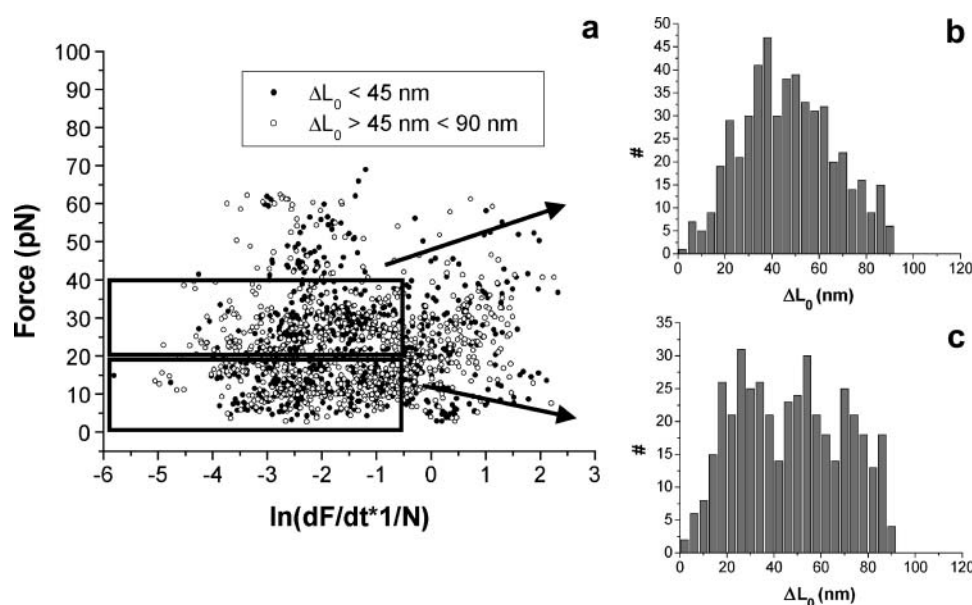 a
100
90
80
70
60
50
40
30
20
10
0
Force (pN)
• ΔL₀ < 45 nm
○ ΔL₀ > 45 nm < 90 nm
-6 -5 -4 -3 -2 -1 0 1 2 3
ln(dF/dt*1/N)
b
50
45
40
35
30
25
20
15
10
5
0
#
0 20 40 60 80 100 120
ΔL₀ (nm)
c
35
30
25
20
15
10
5
0
#
0 20 40 60 80 100 120
ΔL₀ (nm)